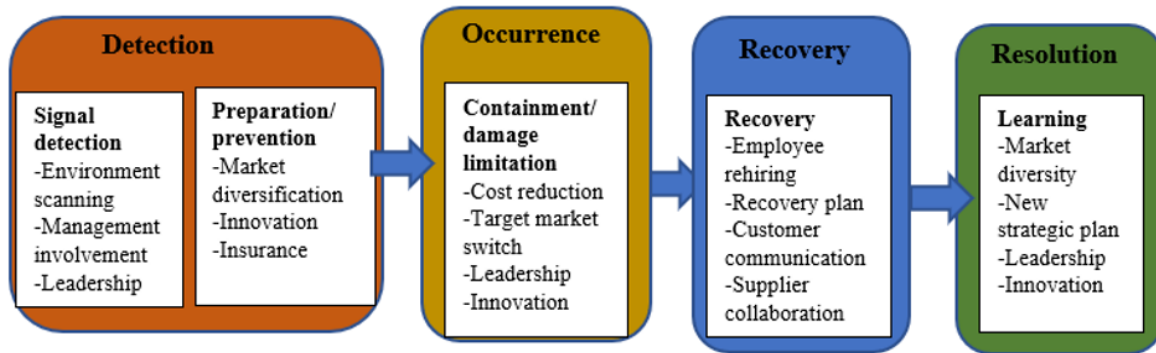 Detection
Signal
detection
-Environment
scanning
-Management
involvement
-Leadership
Preparation/
prevention
-Market
diversification
-Innovation
-Insurance
Occurrence
Containment/
damage
limitation
-Cost reduction
-Target market
switch
-Leadership
-Innovation
Recovery
Recovery
-Employee
rehiring
-Recovery plan
-Customer
communication
-Supplier
collaboration
Resolution
Learning
-Market
diversity
-New
strategic plan
-Leadership
-Innovation